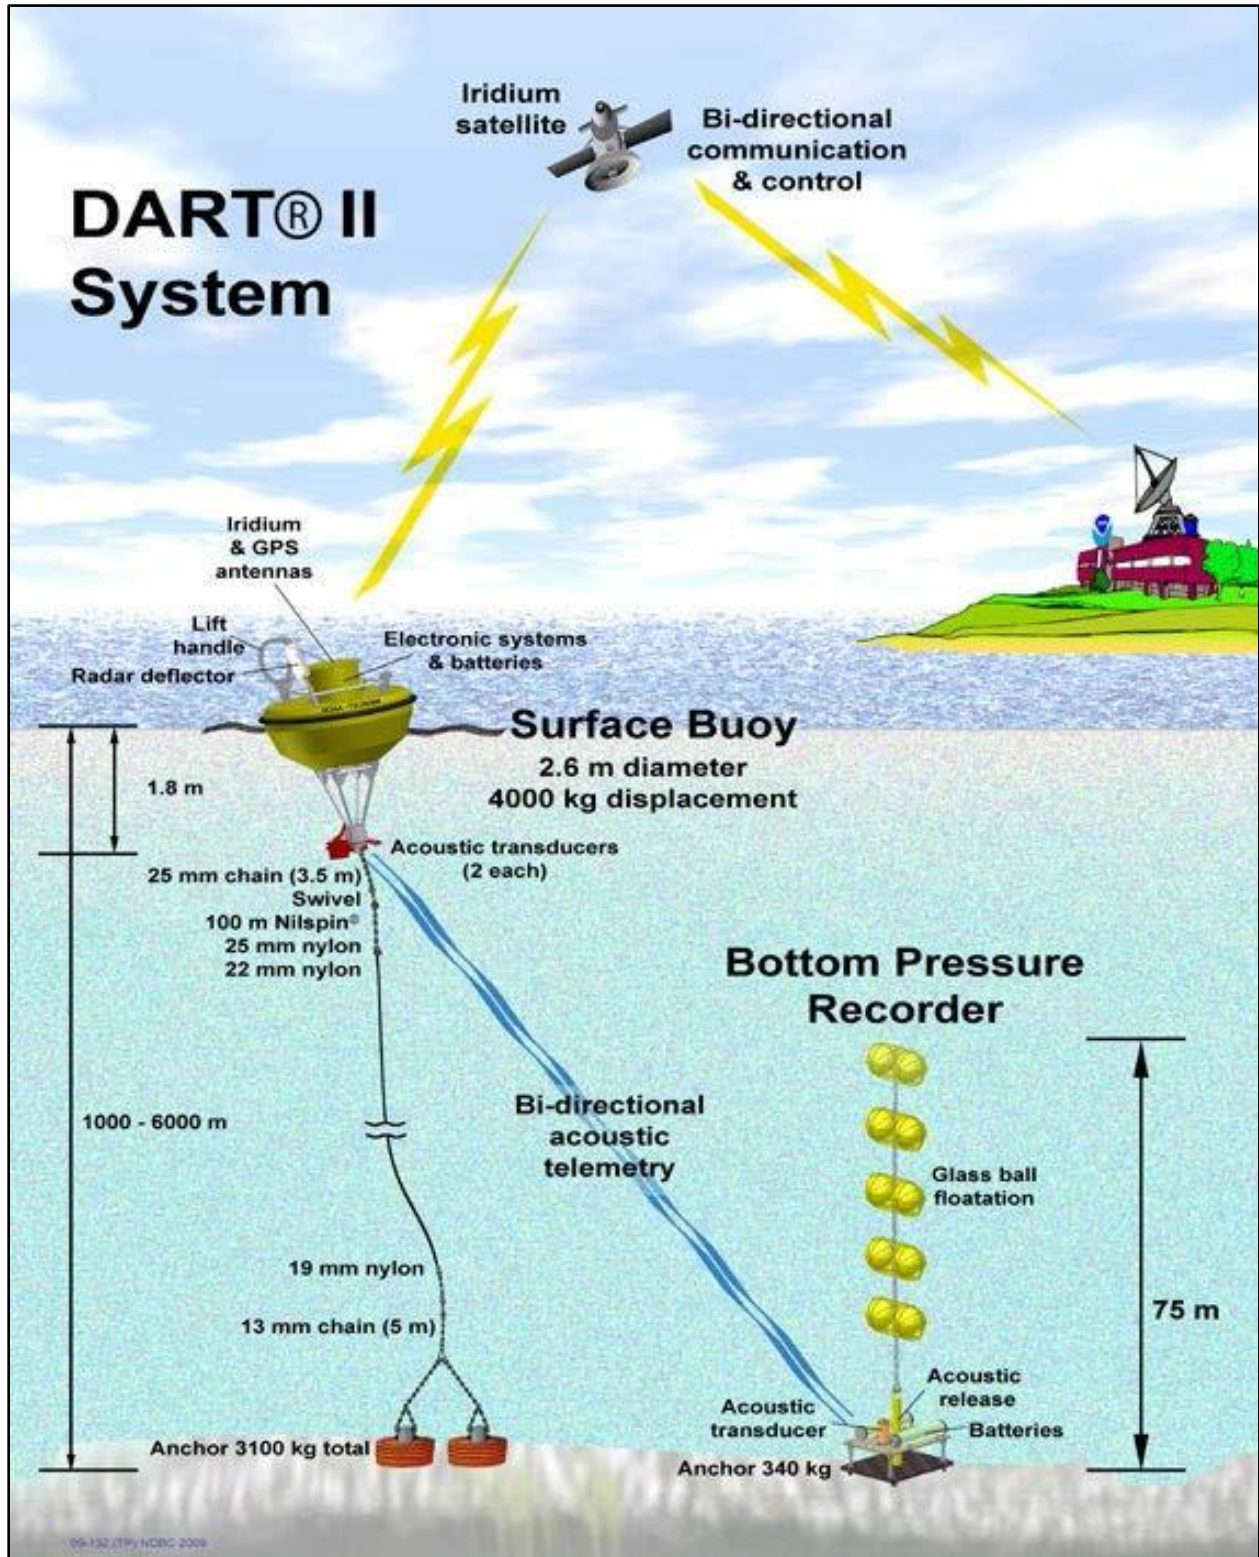 Iridium
satellite
Bi-directional
communication
& control
DART® II
System
Iridium
& GPS
antennas
Lift
handle
Radar deflector
Electronic systems
& batteries
Surface Buoy
2.6 m diameter
4000 kg displacement
1.8 m
Acoustic transducers
(2 each)
25 mm chain (3.5 m)
Swivel
100 m Nilspin®
25 mm nylon
22 mm nylon
Bottom Pressure
Recorder
1000 - 6000 m
Bi-directional
acoustic
telemetry
Glass ball
floatation
19 mm nylon
13 mm chain (5 m)
75 m
Acoustic
release
Acoustic
transducer
Batteries
Anchor 3100 kg total
Anchor 340 kg
(TP) NDBC 2009